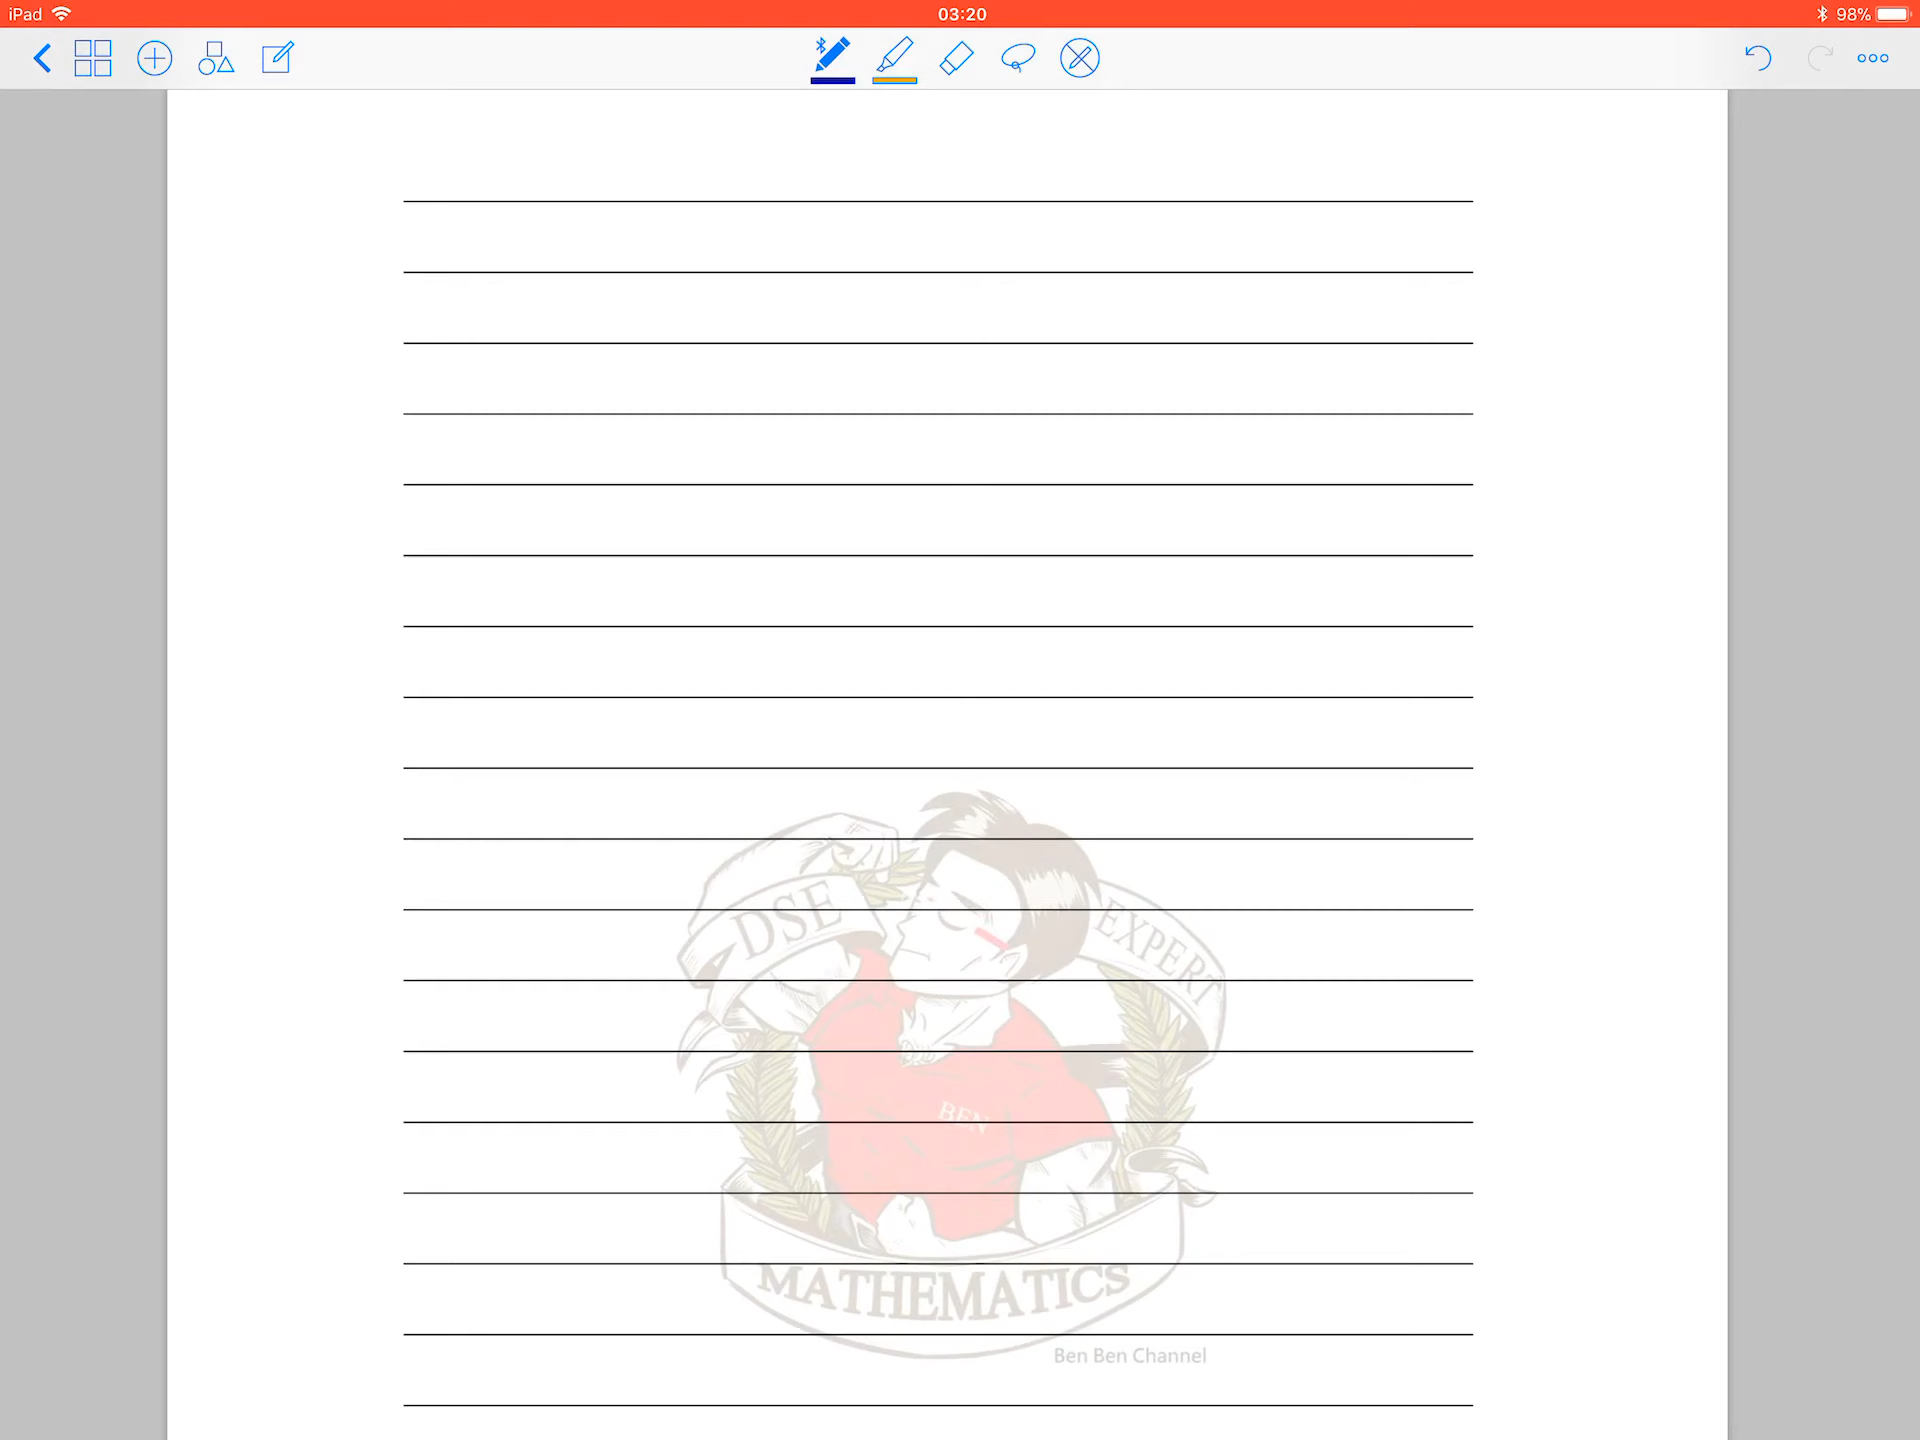 iPad 03:20 98%
DSE EXPERT
BEN
MATHEMATICS
Ben Ben Channel